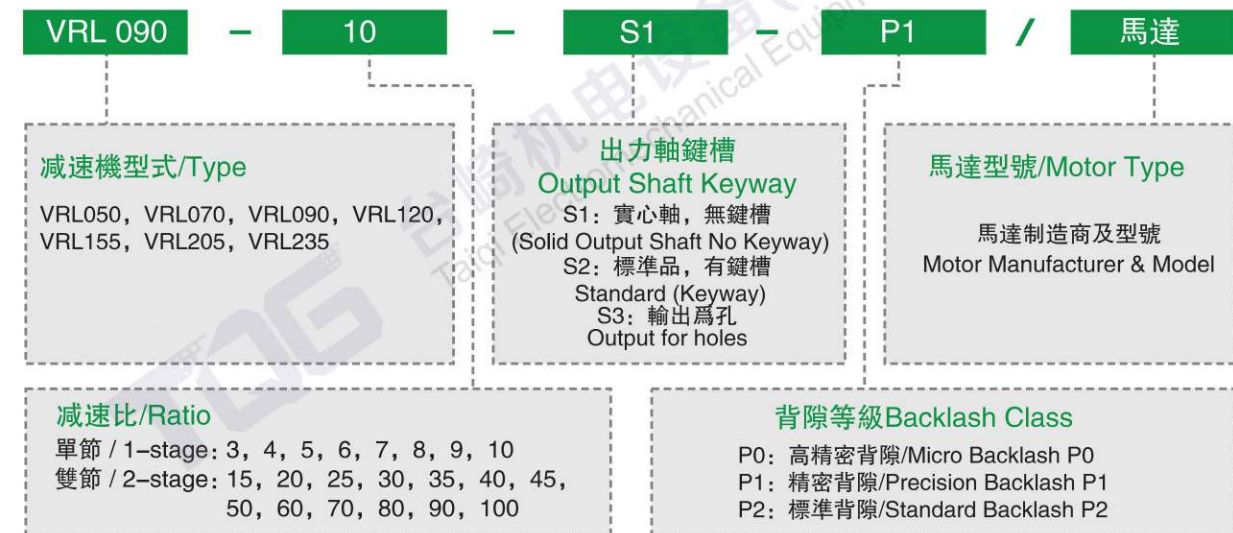 VRL 090 – 10 – S1 – P1 / 馬達
减速機型式/Type
VRL050，VRL070，VRL090，VRL120，
VRL155，VRL205，VRL235
出力軸鍵槽
Output Shaft Keyway
S1：實心軸，無鍵槽
(Solid Output Shaft No Keyway)
S2：標準品，有鍵槽
Standard (Keyway)
S3：輸出爲孔
Output for holes
馬達型號/Motor Type
馬達制造商及型號
Motor Manufacturer & Model
减速比/Ratio
單節 / 1–stage: 3，4，5，6，7，8，9，10
雙節 / 2–stage: 15，20，25，30，35，40，45，
50，60，70，80，90，100
背隙等級Backlash Class
P0：高精密背隙/Micro Backlash P0
P1：精密背隙/Precision Backlash P1
P2：標準背隙/Standard Backlash P2
TQG